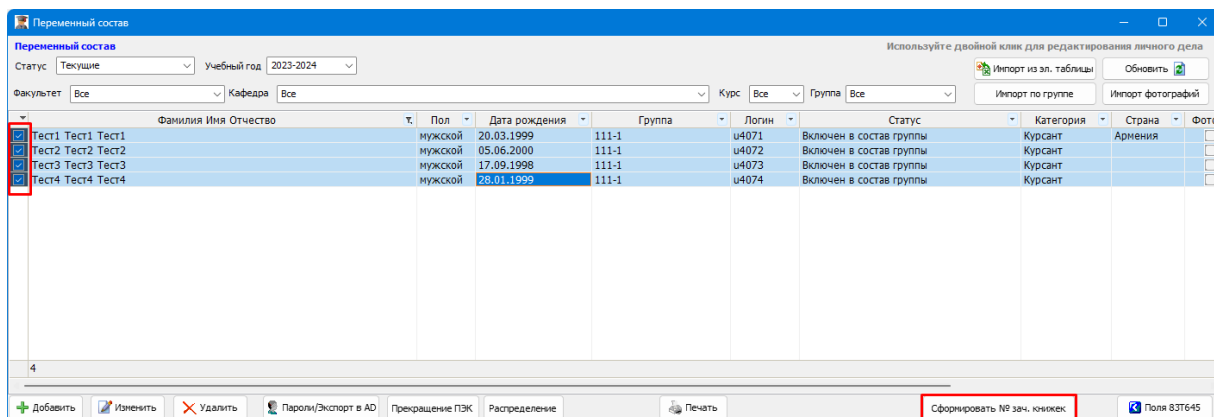 Переменный состав
Переменный состав Используйте двойной клик для редактирования личного дела
Статус Текущие Учебный год 2023-2024 Импорт из эл. таблицы Обновить
Факультет Все Кафедра Все Курс Все Группа Все Импорт по группе Импорт фотографий
Фамилия Имя Отчество Пол Дата рождения Группа Логин Статус Категория Страна Фот
Тест1 Тест1 Тест1 мужской 20.03.1999 111-1 u4071 Включен в состав группы Курсант Армения
Тест2 Тест2 Тест2 мужской 05.06.2000 111-1 u4072 Включен в состав группы Курсант
Тест3 Тест3 Тест3 мужской 17.09.1998 111-1 u4073 Включен в состав группы Курсант
Тест4 Тест4 Тест4 мужской 28.01.1999 111-1 u4074 Включен в состав группы Курсант
4
Добавить Изменить Удалить Пароли/Экспорт в AD Прекращение ПЭК Распределение Печать Сформировать № зач. книжек Поля 83Т645